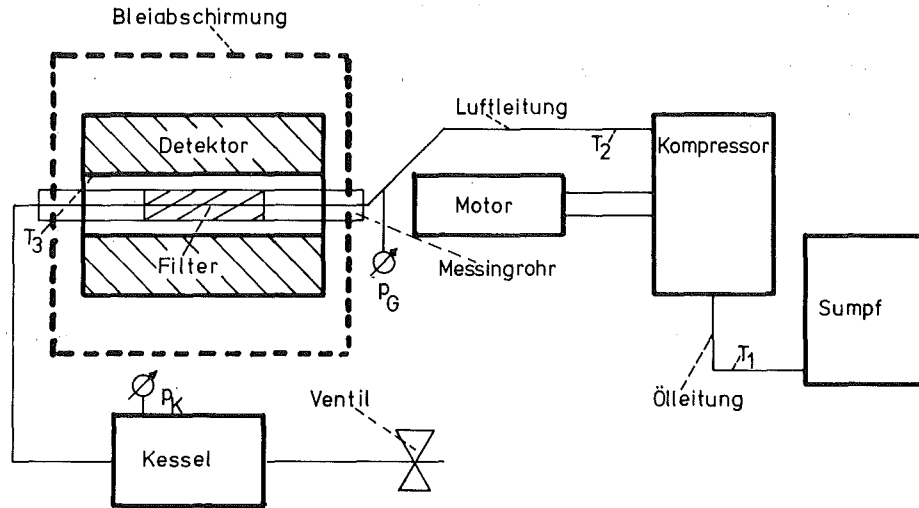 Bleiabschirmung
Luftleitung
T2
Kompressor
Detektor
Motor
T3
Filter
Messingrohr
pG
Sumpf
T1
Ölleitung
pK
Ventil
Kessel